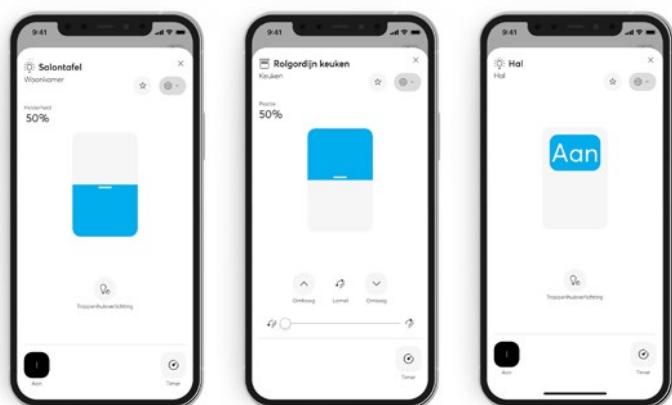 9:41
Salontafel
Woonkamer
Helderheid
50%
Trappenhuisverlichting
Aan
Timer
9:41
Rolgordijn keuken
Keuken
Positie
50%
Omhoog
Lamel
Omlaag
Timer
9:41
Hal
Hal
Aan
Trappenhuisverlichting
Aan
Timer